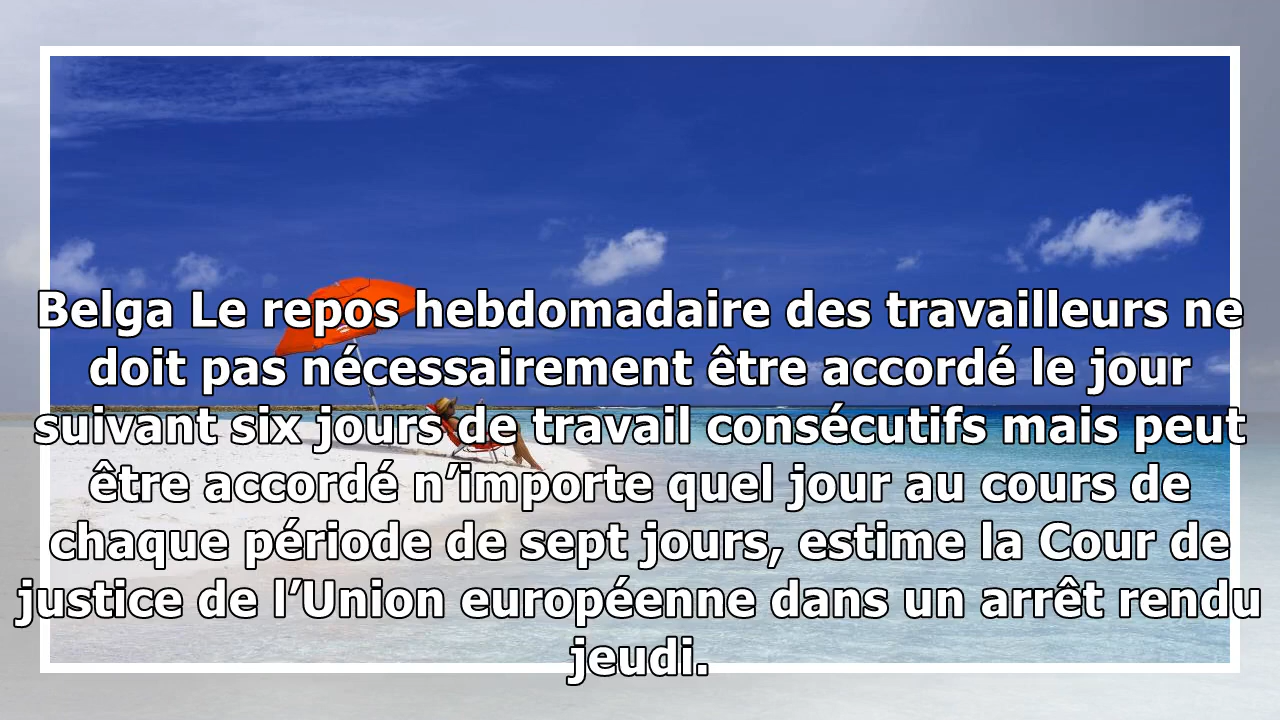 Belga Le repos hebdomadaire des travailleurs ne
doit pas nécessairement être accordé le jour
suivant six jours de travail consécutifs mais peut
être accordé n’importe quel jour au cours de
chaque période de sept jours, estime la Cour de
justice de l’Union européenne dans un arrêt rendu
jeudi.